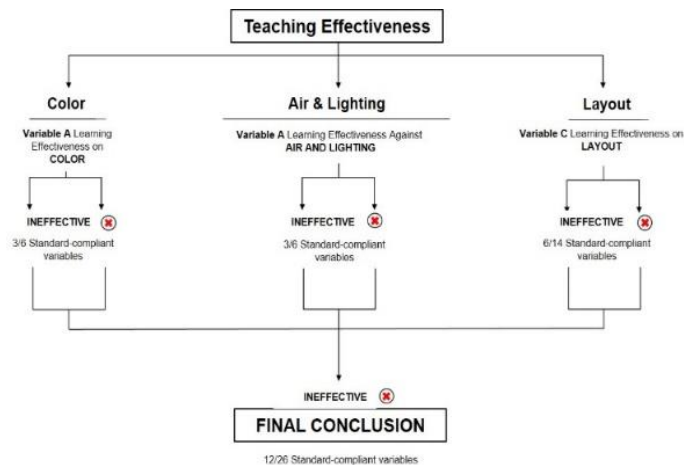 Teaching Effectiveness
Color
Variable A Learning
Effectiveness on
COLOR
INEFFECTIVE
3/6 Standard-compliant
variables
Air & Lighting
Variable A Learning Effectiveness Against
AIR AND LIGHTING
INEFFECTIVE
3/6 Standard-compliant
variables
Layout
Variable C Learning Effectiveness on
LAYOUT
INEFFECTIVE
6/14 Standard-compliant
variables
INEFFECTIVE
FINAL CONCLUSION
12/26 Standard-compliant variables